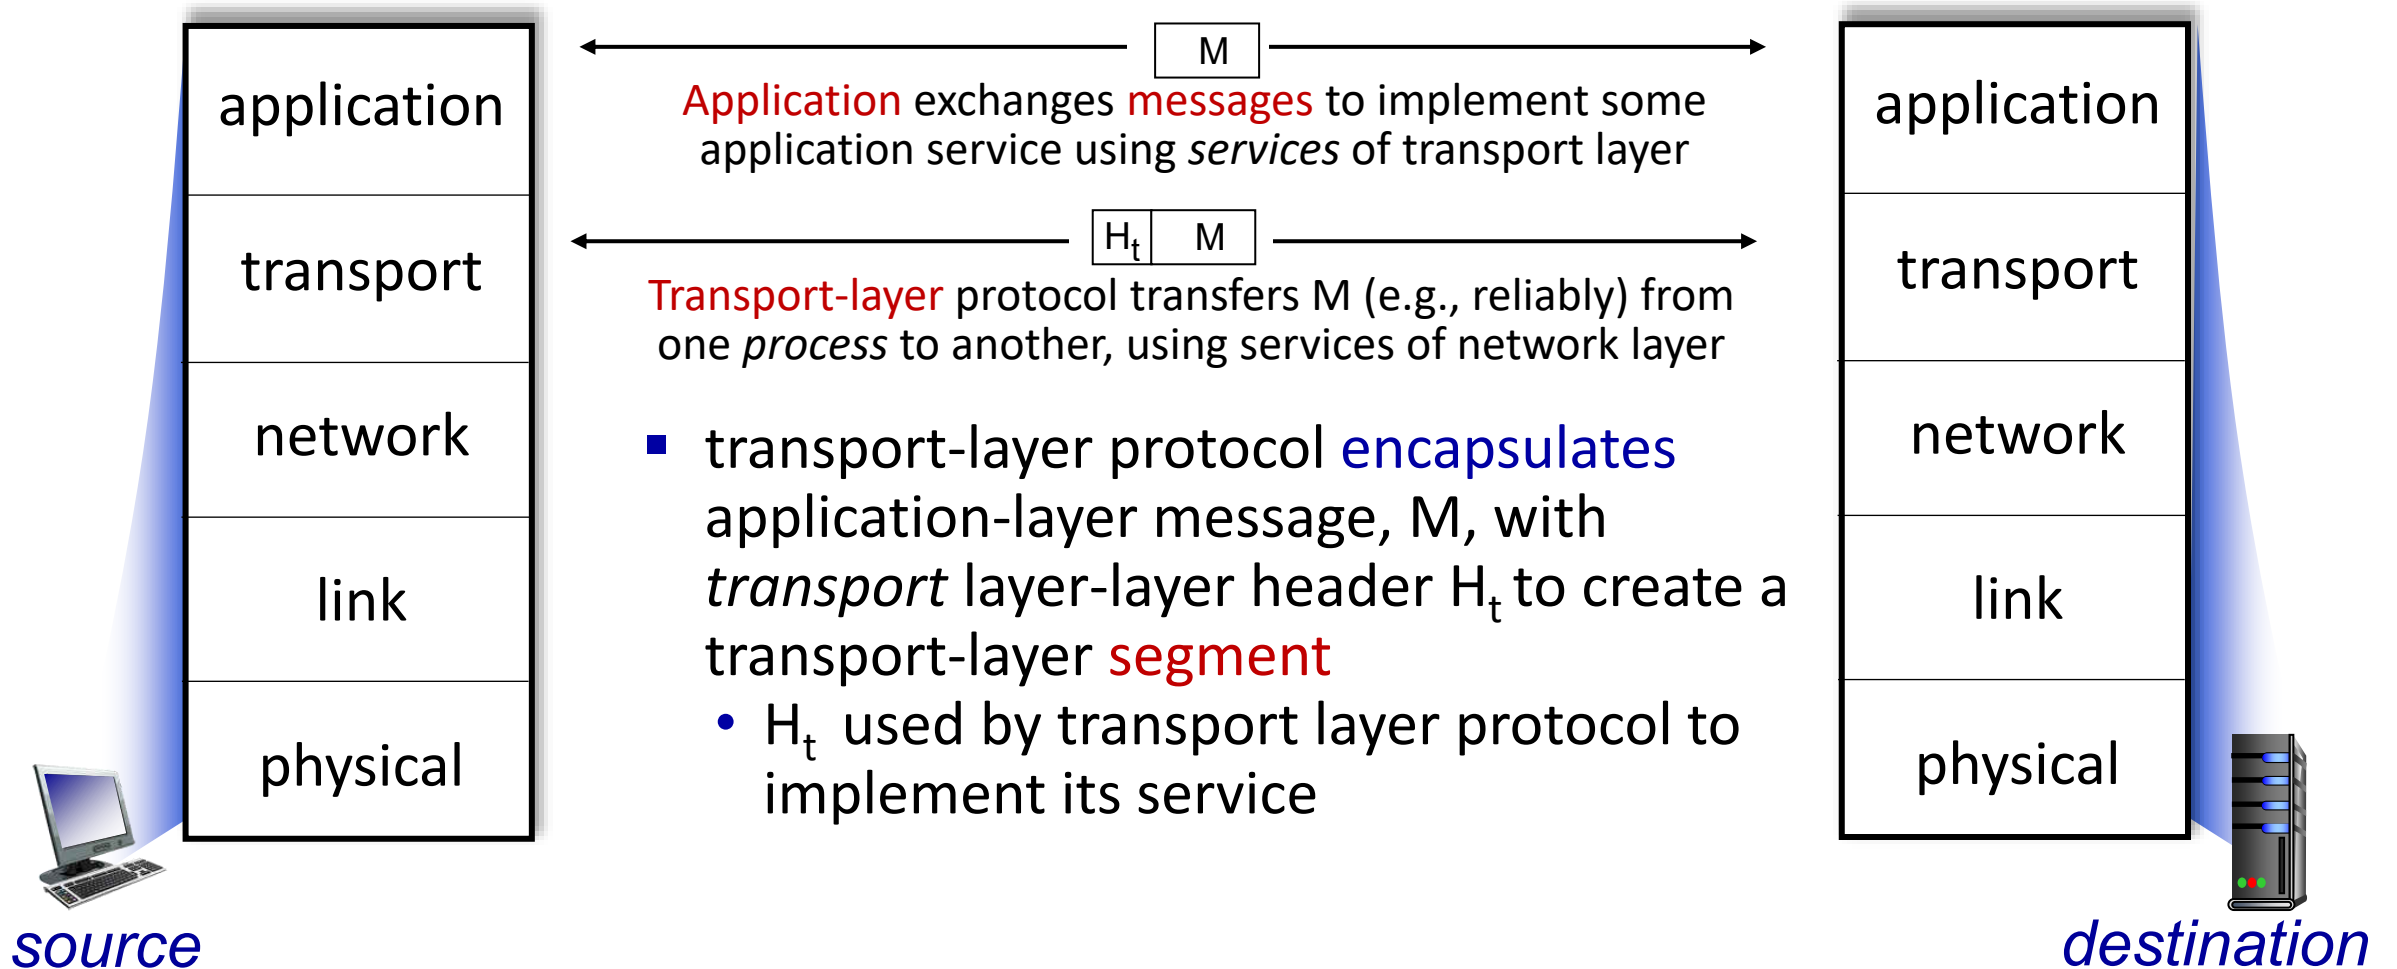 application
transport
network
link
physical
source
M
Application exchanges messages to implement some
application service using services of transport layer
Ht M
Transport-layer protocol transfers M (e.g., reliably) from
one process to another, using services of network layer
▪ transport-layer protocol encapsulates
application-layer message, M, with
transport layer-layer header Ht to create a
transport-layer segment
• Ht used by transport layer protocol to
implement its service
application
transport
network
link
physical
destination